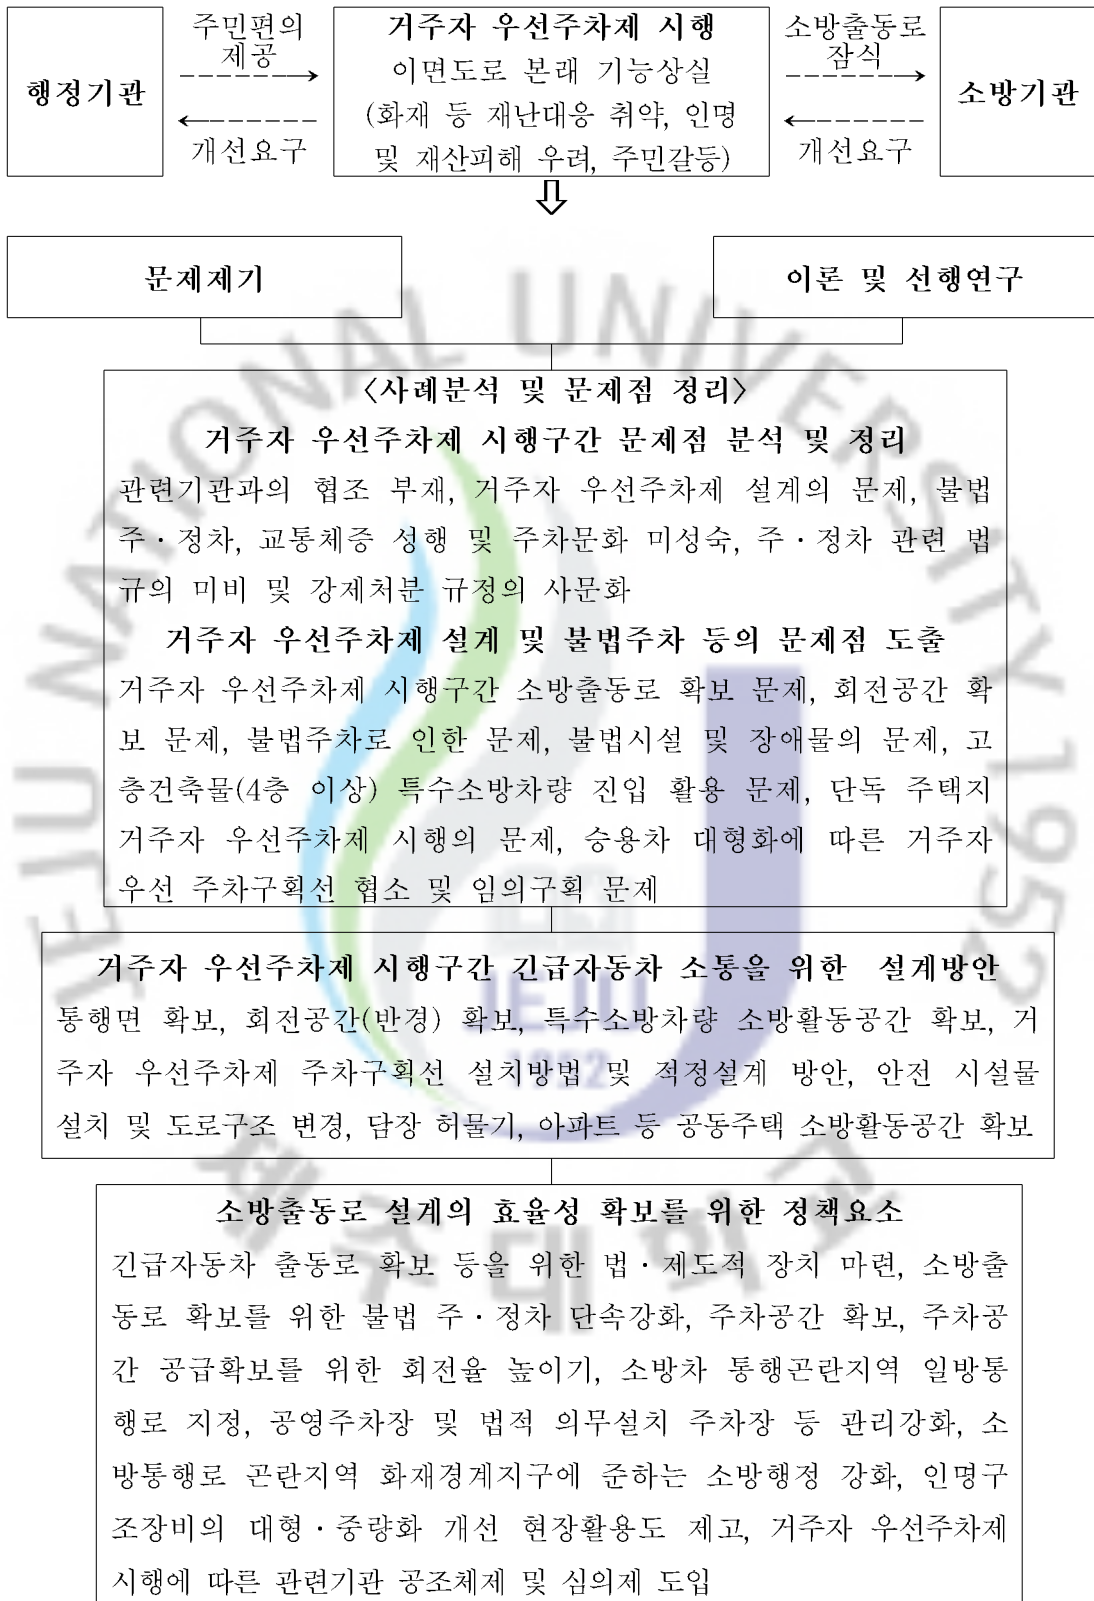 주민편의
제공
행정기관
개선요구
거주자 우선주차제 시행
이면도로 본래 기능상실
(화재 등 재난대응 취약, 인명
및 재산피해 우려, 주민갈등)
소방출동로
잠식
개선요구
소방기관
문제제기
이론 및 선행연구
〈사례분석 및 문제점 정리〉
거주자 우선주차제 시행구간 문제점 분석 및 정리
관련기관과의 협조 부재, 거주자 우선주차제 설계의 문제, 불법
주·정차, 교통체증 성행 및 주차문화 미성숙, 주·정차 관련 법
규의 미비 및 강제처분 규정의 사문화
거주자 우선주차제 설계 및 불법주차 등의 문제점 도출
거주자 우선주차제 시행구간 소방출동로 확보 문제, 회전공간 확
보 문제, 불법주차로 인한 문제, 불법시설 및 장애물의 문제, 고
층건축물(4층 이상) 특수소방차량 진입 활용 문제, 단독 주택지
거주자 우선주차제 시행의 문제, 승용차 대형화에 따른 거주자
우선 주차구획선 협소 및 임의구획 문제
거주자 우선주차제 시행구간 긴급자동차 소통을 위한 설계방안
통행면 확보, 회전공간(반경) 확보, 특수소방차량 소방활동공간 확보, 거
주자 우선주차제 주차구획선 설치방법 및 적정설계 방안, 안전 시설물
설치 및 도로구조 변경, 담장 허물기, 아파트 등 공동주택 소방활동공간 확보
소방출동로 설계의 효율성 확보를 위한 정책요소
긴급자동차 출동로 확보 등을 위한 법·제도적 장치 마련, 소방출
동로 확보를 위한 불법 주·정차 단속강화, 주차공간 확보, 주차공
간 공급확보를 위한 회전율 높이기, 소방차 통행곤란지역 일방통
행로 지정, 공영주차장 및 법적 의무설치 주차장 등 관리강화, 소
방통행로 곤란지역 화재경계지구에 준하는 소방행정 강화, 인명구
조장비의 대형·중량화 개선 현장활용도 제고, 거주자 우선주차제
시행에 따른 관련기관 공조체제 및 심의제 도입
JEJU NATIONAL UNIVERSITY 1952
JEJU
1952
제주대학교